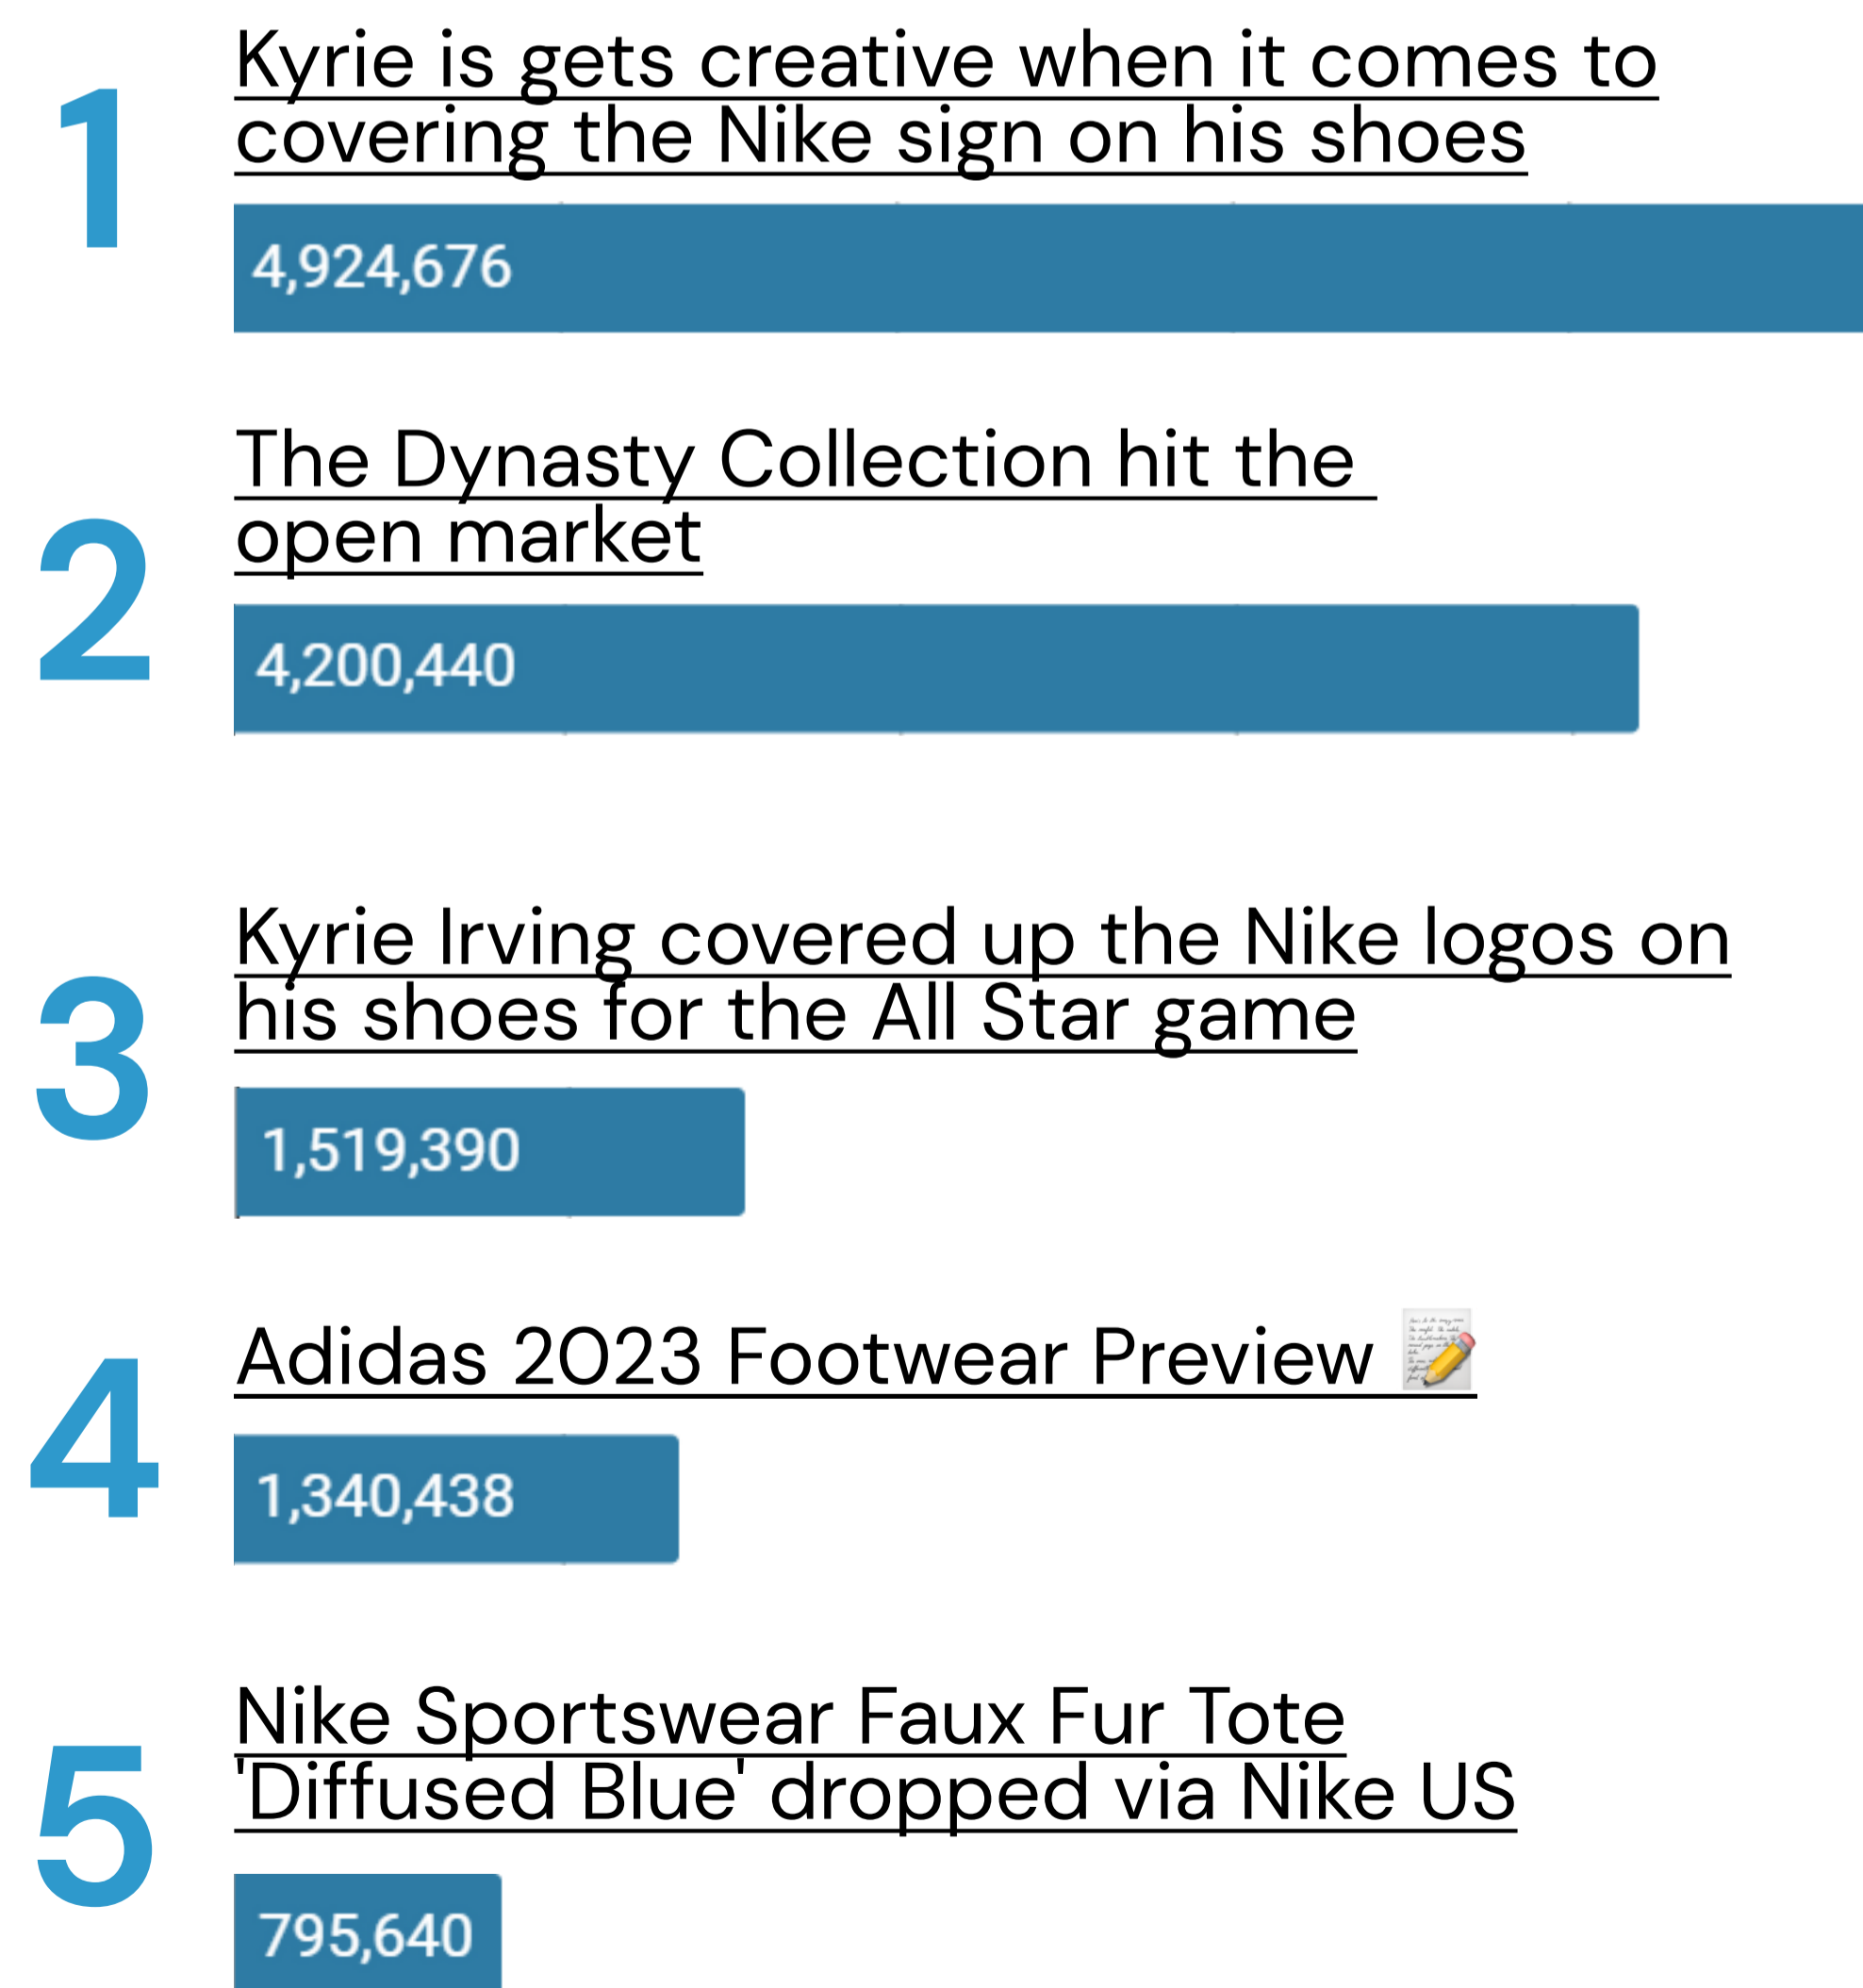 1
Kyrie is gets creative when it comes to
covering the Nike sign on his shoes
4,924,676
2
The Dynasty Collection hit the
open market
4,200,440
3
Kyrie Irving covered up the Nike logos on
his shoes for the All Star game
1,519,390
4
Adidas 2023 Footwear Preview 📝
1,340,438
5
Nike Sportswear Faux Fur Tote
'Diffused Blue' dropped via Nike US
795,640